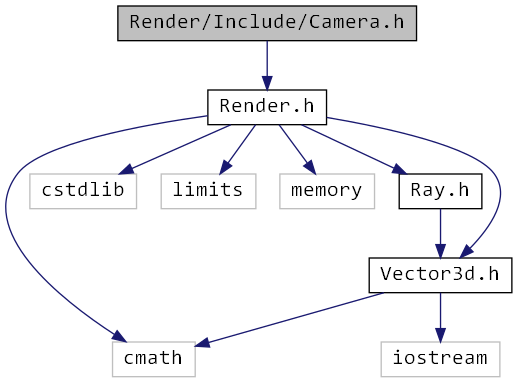 Render/Include/Camera.h
Render.h
cstdlib
limits
memory
Ray.h
Vector3d.h
cmath
iostream